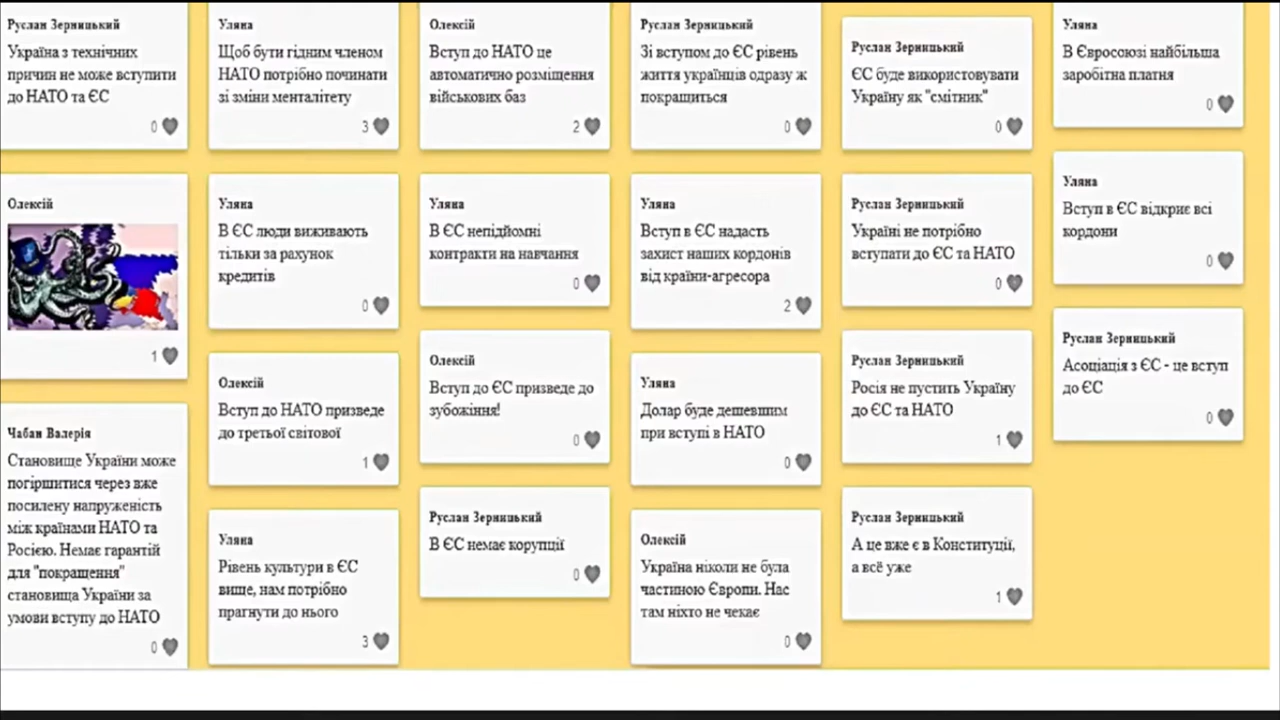 Руслан Зерницький
Україна з технічних
причин не може вступити
до НАТО та ЄС
0
Олексій
1
Чабан Валерія
Становище України може
погіршитися через вже
посилену напруженість
між країнами НАТО та
Росією. Немає гарантій
для "покращення"
становища України за
умови вступу до НАТО
0
Уляна
Щоб бути гідним членом
НАТО потрібно починати
зі зміни менталітету
3
Уляна
В ЄС люди виживають
тільки за рахунок
кредитів
0
Олексій
Вступ до НАТО призведе
до третьої світової
1
Уляна
Рівень культури в ЄС
вище, нам потрібно
прагнути до нього
3
Олексій
Вступ до НАТО це
автоматично розміщення
військових баз
2
Уляна
В ЄС непідйомні
контракти на навчання
0
Олексій
Вступ до ЄС призведе до
зубожіння!
0
Руслан Зерницький
В ЄС немає корупції
0
Руслан Зерницький
Зі вступом до ЄС рівень
життя українців одразу ж
покращиться
0
Уляна
Вступ в ЄС надасть
захист наших кордонів
від країни-агресора
2
Уляна
Долар буде дешевшим
при вступі в НАТО
0
Олексій
Україна ніколи не була
частиною Європи. Нас
там ніхто не чекає
0
Руслан Зерницький
ЄС буде використовувати
Україну як "смітник"
0
Руслан Зерницький
Україні не потрібно
вступати до ЄС та НАТО
0
Руслан Зерницький
Росія не пустить Україну
до ЄС та НАТО
1
Руслан Зерницький
А це вже є в Конституції,
а всё уже
1
Уляна
В Євросоюзі найбільша
заробітна платня
0
Уляна
Вступ в ЄС відкриє всі
кордони
0
Руслан Зерницький
Асоціація з ЄС - це вступ
до ЄС
0